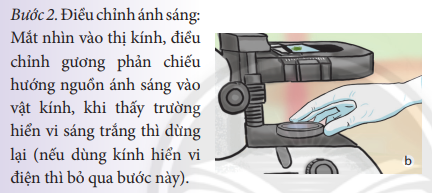 Bước 2. Điều chỉnh ánh sáng:
Mắt nhìn vào thị kính, điều
chỉnh gương phản chiếu
hướng nguồn ánh sáng vào
vật kính, khi thấy trường
hiển vi sáng trắng thì dừng
lại (nếu dùng kính hiển vi
điện thì bỏ qua bước này).
b